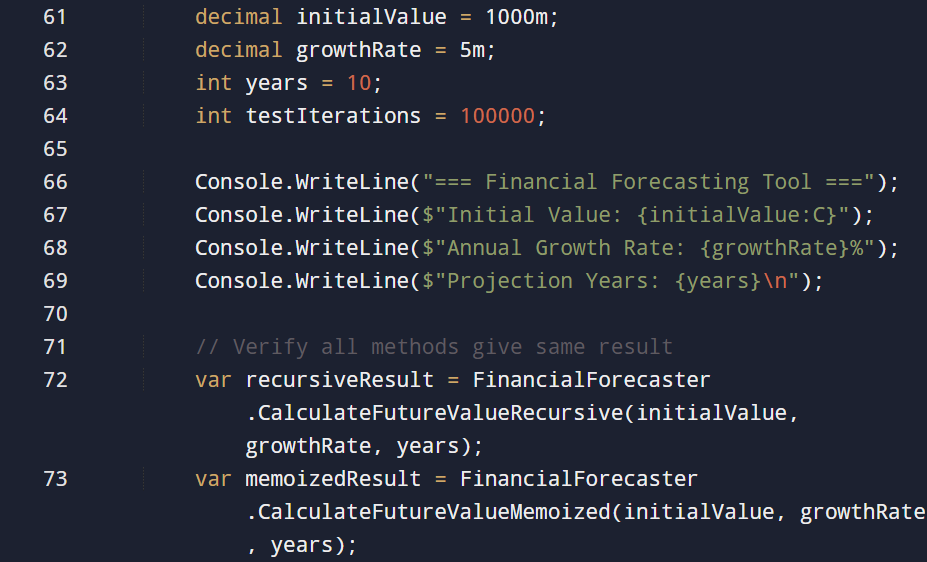 61 decimal initialValue = 1000m;
62 decimal growthRate = 5m;
63 int years = 10;
64 int testIterations = 100000;
65
66 Console.WriteLine("=== Financial Forecasting Tool ===");
67 Console.WriteLine($"Initial Value: {initialValue:C}");
68 Console.WriteLine($"Annual Growth Rate: {growthRate}%");
69 Console.WriteLine($"Projection Years: {years}\n");
70
71 // Verify all methods give same result
72 var recursiveResult = FinancialForecaster
.CalculateFutureValueRecursive(initialValue,
growthRate, years);
73 var memoizedResult = FinancialForecaster
.CalculateFutureValueMemoized(initialValue, growthRate
, years);